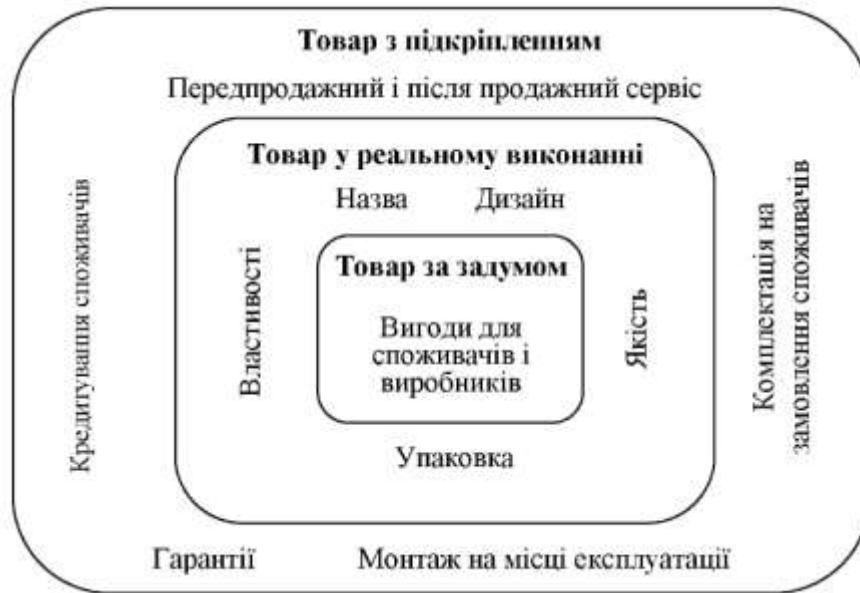 Товар з підкріпленням
Передпродажний і після продажний сервіс
Товар у реальному виконанні
Назва Дизайн
Кредитування споживачів
Властивості
Товар за задумом
Вигоди для
споживачів і
виробників
Якість
Комплектація на
замовлення споживачів
Упаковка
Гарантії Монтаж на місці експлуатації